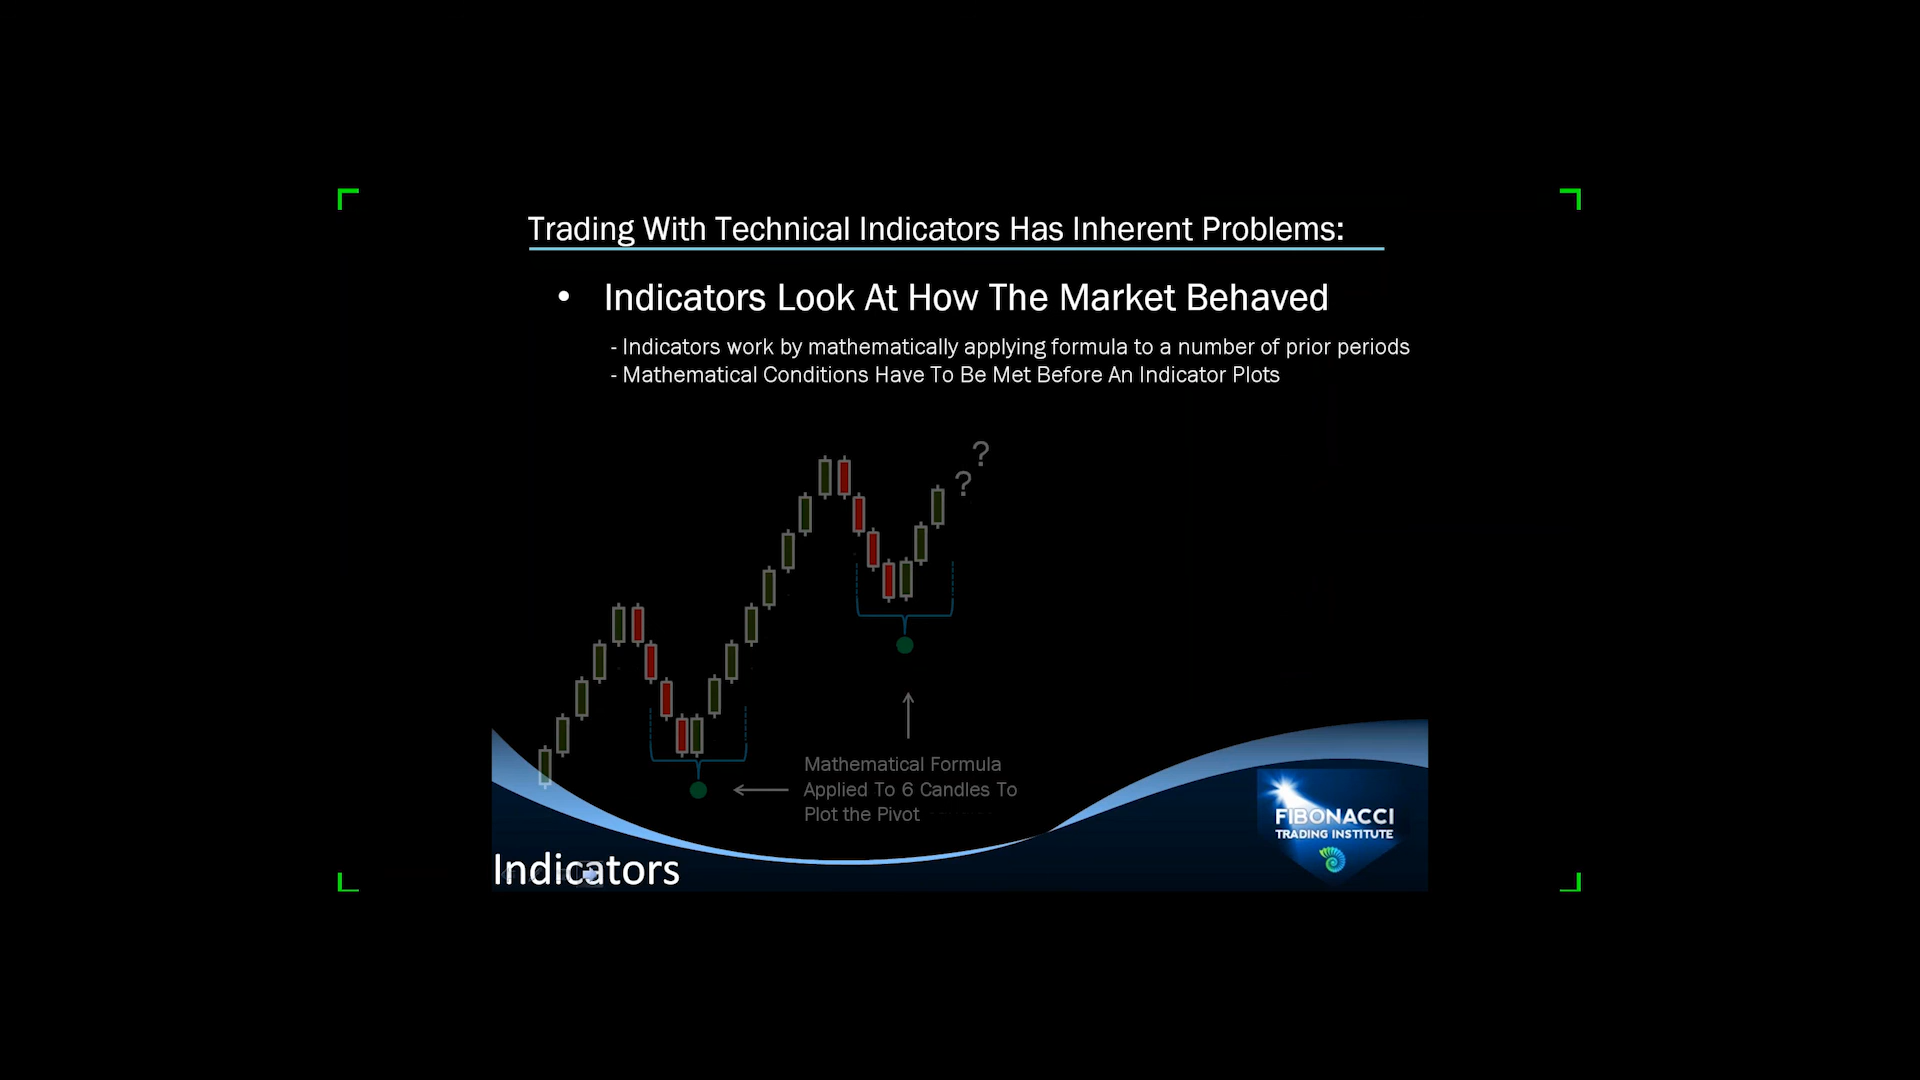 Trading With Technical Indicators Has Inherent Problems:
• Indicators Look At How The Market Behaved
- Indicators work by mathematically applying formula to a number of prior periods
- Mathematical Conditions Have To Be Met Before An Indicator Plots
?
?
Mathematical Formula
Applied To 6 Candles To
Plot the Pivot
FIBONACCI
TRADING INSTITUTE
Indicators